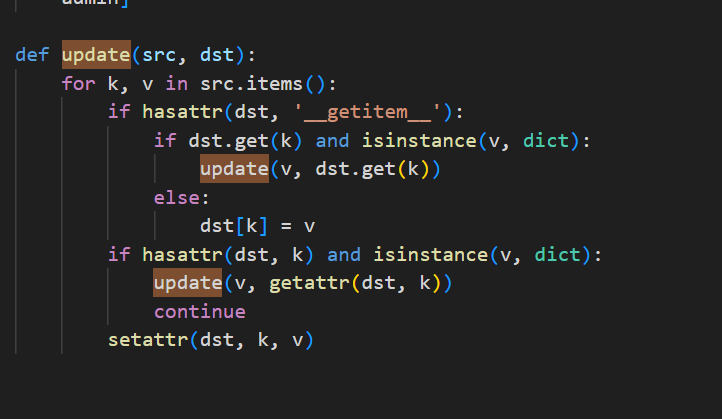 admin]
def update(src, dst):
for k, v in src.items():
if hasattr(dst, '__getitem__'):
if dst.get(k) and isinstance(v, dict):
update(v, dst.get(k))
else:
dst[k] = v
if hasattr(dst, k) and isinstance(v, dict):
update(v, getattr(dst, k))
continue
setattr(dst, k, v)